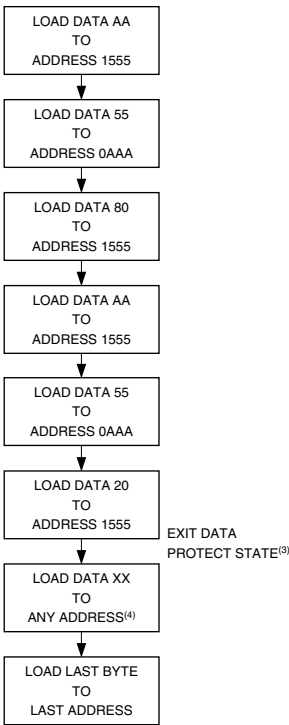 LOAD DATA AA
TO
ADDRESS 1555
LOAD DATA 55
TO
ADDRESS 0AAA
LOAD DATA 80
TO
ADDRESS 1555
LOAD DATA AA
TO
ADDRESS 1555
LOAD DATA 55
TO
ADDRESS 0AAA
LOAD DATA 20
TO
ADDRESS 1555
EXIT DATA
PROTECT STATE(3)
LOAD DATA XX
TO
ANY ADDRESS(4)
LOAD LAST BYTE
TO
LAST ADDRESS